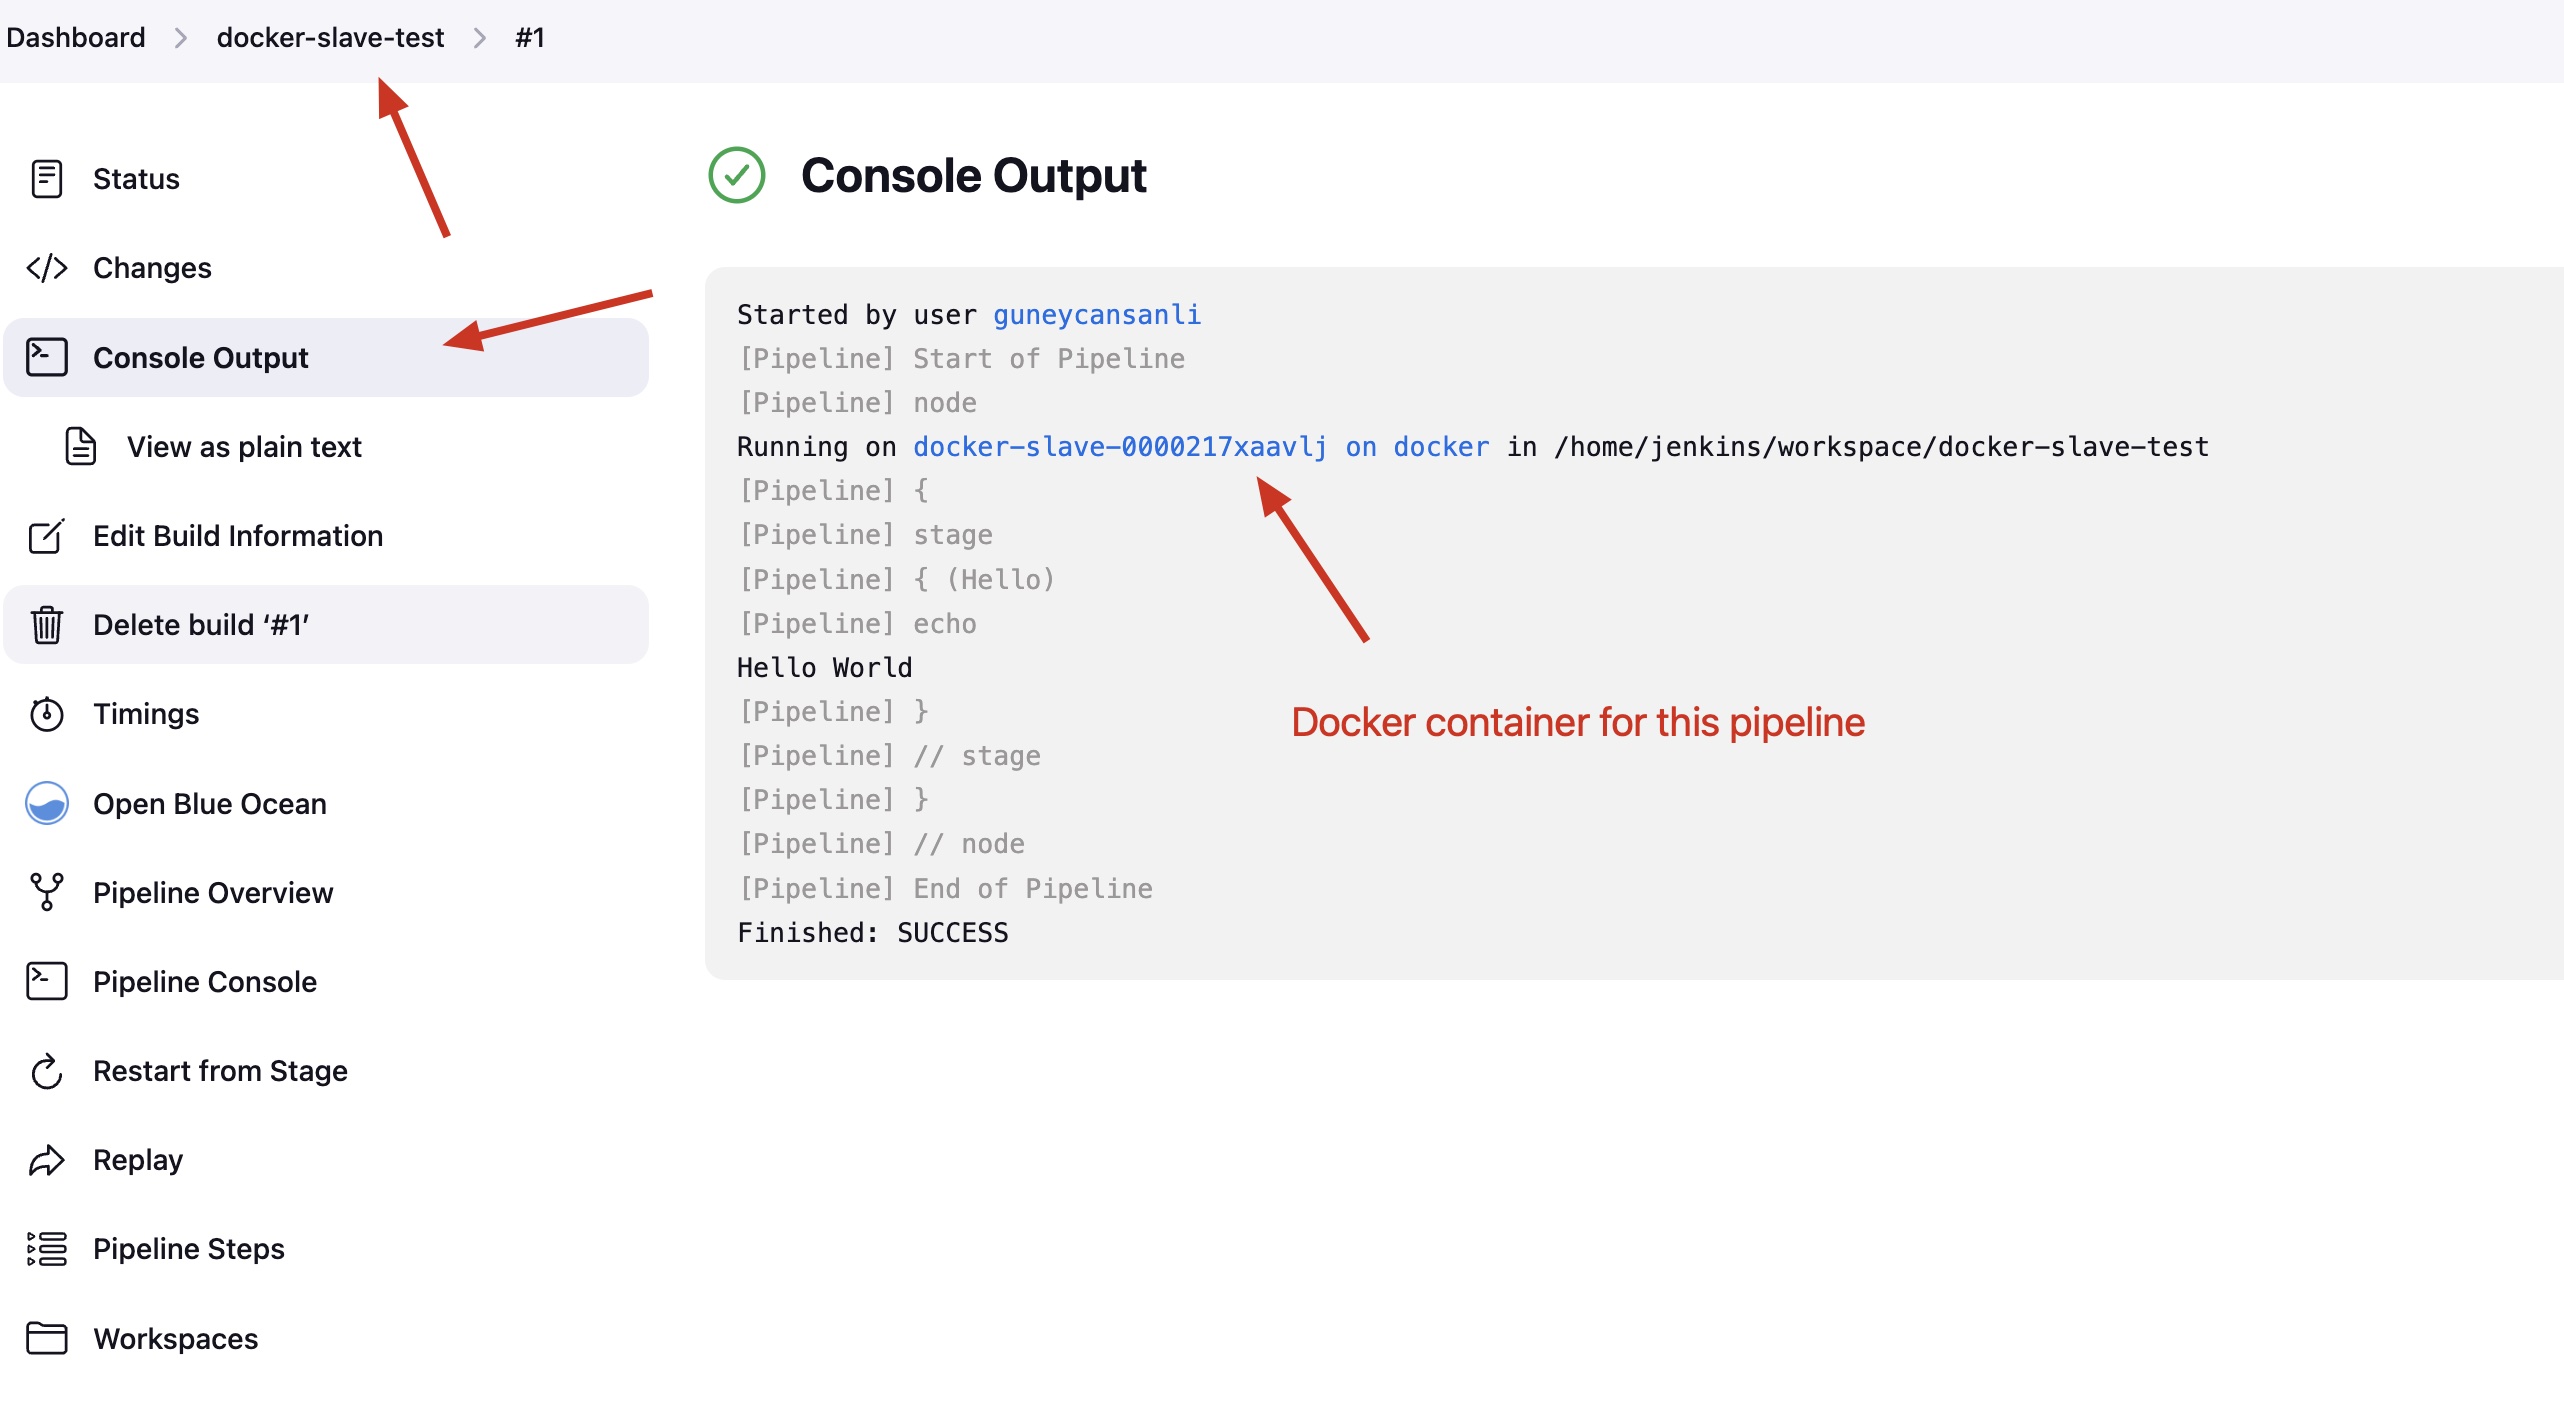 Dashboard > docker-slave-test > #1
Status
Changes
Console Output
View as plain text
Edit Build Information
Delete build ‘#1’
Timings
Open Blue Ocean
Pipeline Overview
Pipeline Console
Restart from Stage
Replay
Pipeline Steps
Workspaces
Console Output
Started by user guneycansanli
[Pipeline] Start of Pipeline
[Pipeline] node
Running on docker-slave-0000217xaavlj on docker in /home/jenkins/workspace/docker-slave-test
[Pipeline] {
[Pipeline] stage
[Pipeline] { (Hello)
[Pipeline] echo
Hello World
[Pipeline] }
[Pipeline] // stage
[Pipeline] }
[Pipeline] // node
[Pipeline] End of Pipeline
Finished: SUCCESS
Docker container for this pipeline